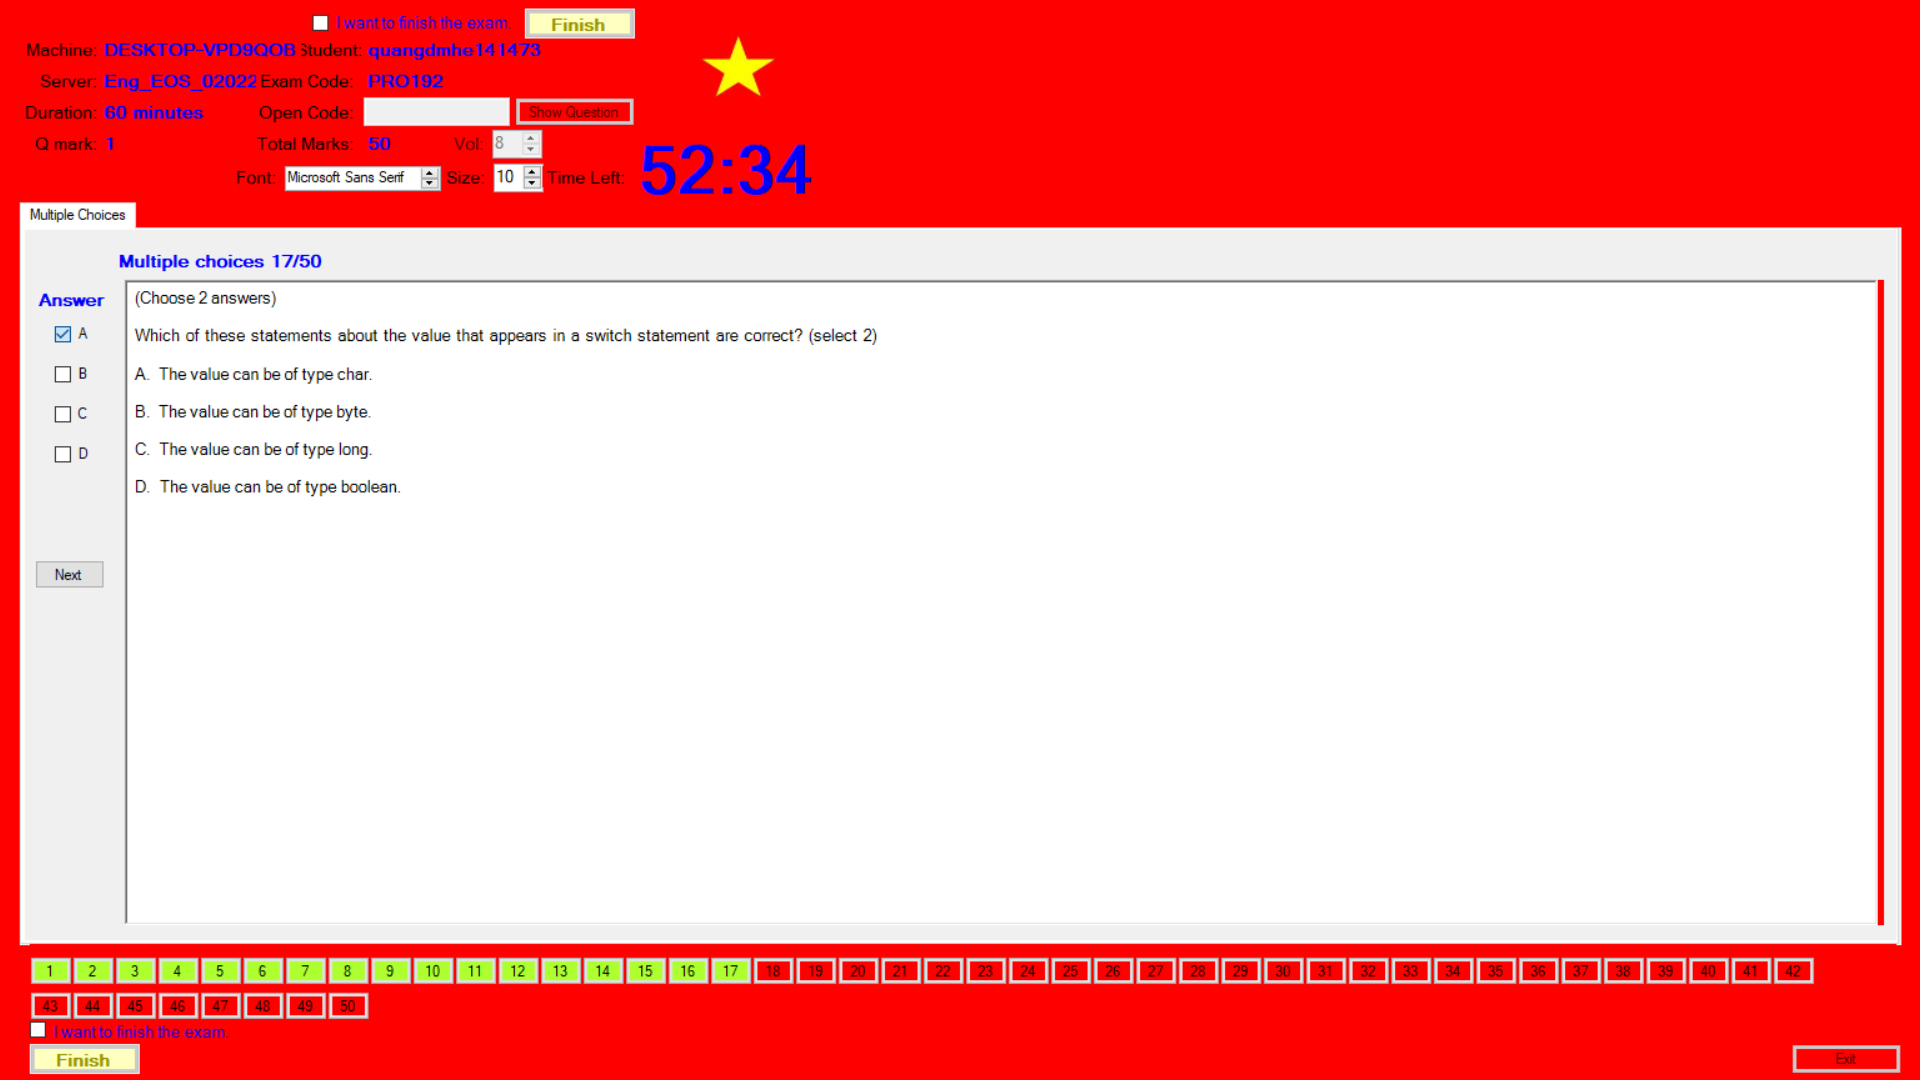 I want to finish the exam. Finish
Machine: DESKTOP-VPD9QOB Student: quangdmhe141473
Server: Eng_EOS_02022 Exam Code: PRO192
Duration: 60 minutes Open Code: Show Question
Q mark: 1 Total Marks: 50 Vol: 8
Font: Microsoft Sans Serif Size: 10 Time Left: 52:34
Multiple Choices
Multiple choices 17/50
Answer
A
B
C
D
Next
(Choose 2 answers)
Which of these statements about the value that appears in a switch statement are correct? (select 2)
A. The value can be of type char.
B. The value can be of type byte.
C. The value can be of type long.
D. The value can be of type boolean.
1 2 3 4 5 6 7 8 9 10 11 12 13 14 15 16 17 18 19 20 21 22 23 24 25 26 27 28 29 30 31 32 33 34 35 36 37 38 39 40 41 42
43 44 45 46 47 48 49 50
I want to finish the exam.
Finish
Exit